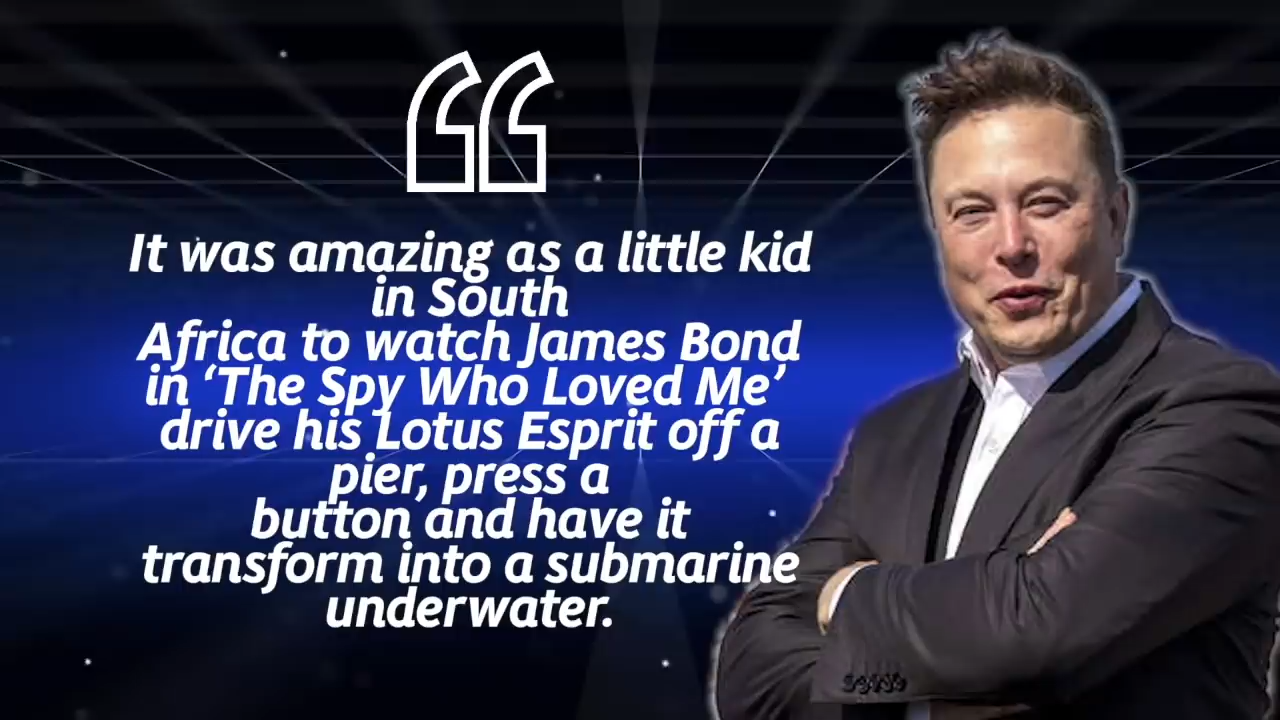 It was amazing as a little kid
in South
Africa to watch James Bond
in ‘The Spy Who Loved Me’
drive his Lotus Esprit off a
pier, press a
button and have it
transform into a submarine
underwater.